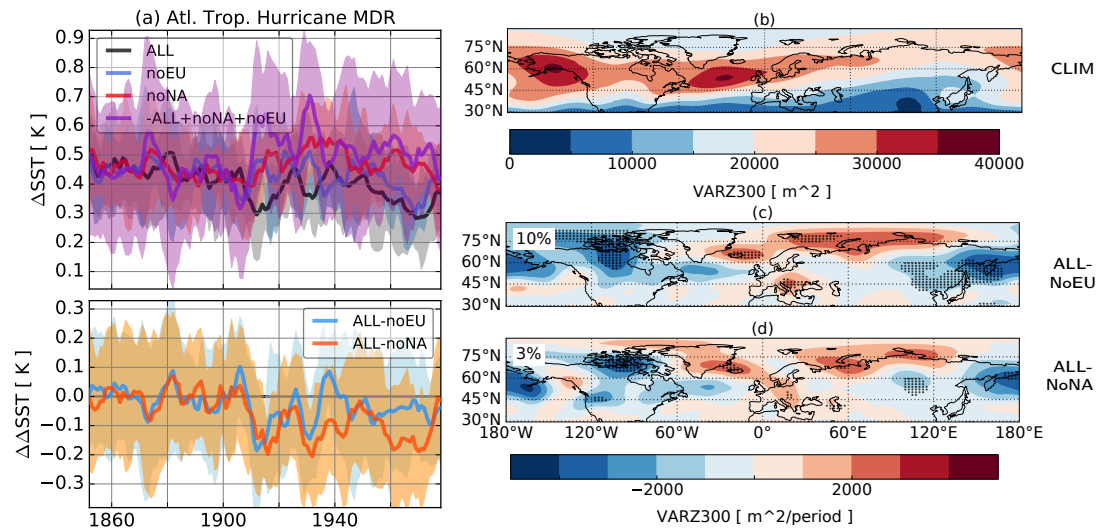 (a) Atl. Trop. Hurricane MDR
0.9
0.8
0.7
0.6
0.5
0.4
0.3
0.2
0.1
ΔSST [ K ]
ALL
noEU
noNA
-ALL+noNA+noEU
0.3
0.2
0.1
0.0
−0.1
−0.2
−0.3
ΔΔSST [ K ]
ALL-noEU
ALL-noNA
1860
1900
1940
(b)
75°N
60°N
45°N
30°N
CLIM
0
10000
20000
30000
40000
VARZ300 [ m^2 ]
(c)
10%
75°N
60°N
45°N
30°N
ALL-
NoEU
(d)
3%
75°N
60°N
45°N
30°N
ALL-
NoNA
180°W
120°W
60°W
0°
60°E
120°E
180°E
−2000
2000
VARZ300 [ m^2/period ]